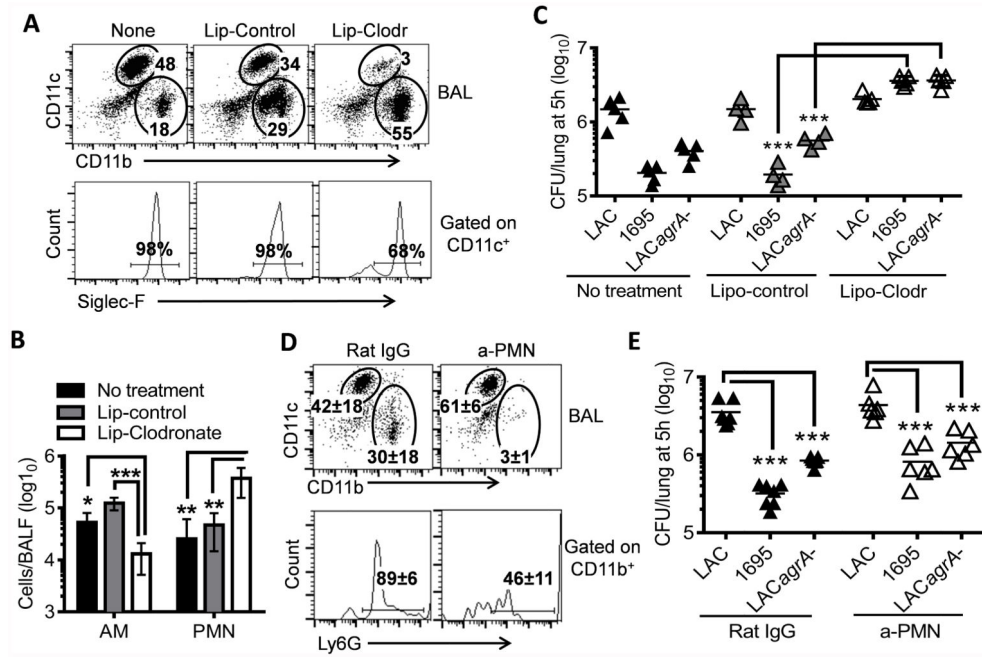 A
None Lip-Control Lip-Clodr
CD11c
48 34 3
18 29 55
BAL
CD11b
Count
98% 98% 68%
Gated on
CD11c+
Siglec-F
B
No treatment
Lip-control
Lip-Clodronate
Cells/BALF (log10)
6
5
4
3
* *** ** **
AM PMN
C
CFU/lung at 5h (log10)
7
6
5
*** ***
LAC 1695 LACagrA- LAC 1695 LACagrA- LAC 1695 LACagrA-
No treatment Lipo-control Lipo-Clodr
D
Rat IgG a-PMN
CD11c
42±18 61±6
30±18 3±1
BAL
CD11b
Count
89±6 46±11
Gated on
CD11b+
Ly6G
E
CFU/lung at 5h (log10)
7
6
5
*** *** *** ***
LAC 1695 LACagrA- LAC 1695 LACagrA-
Rat IgG a-PMN